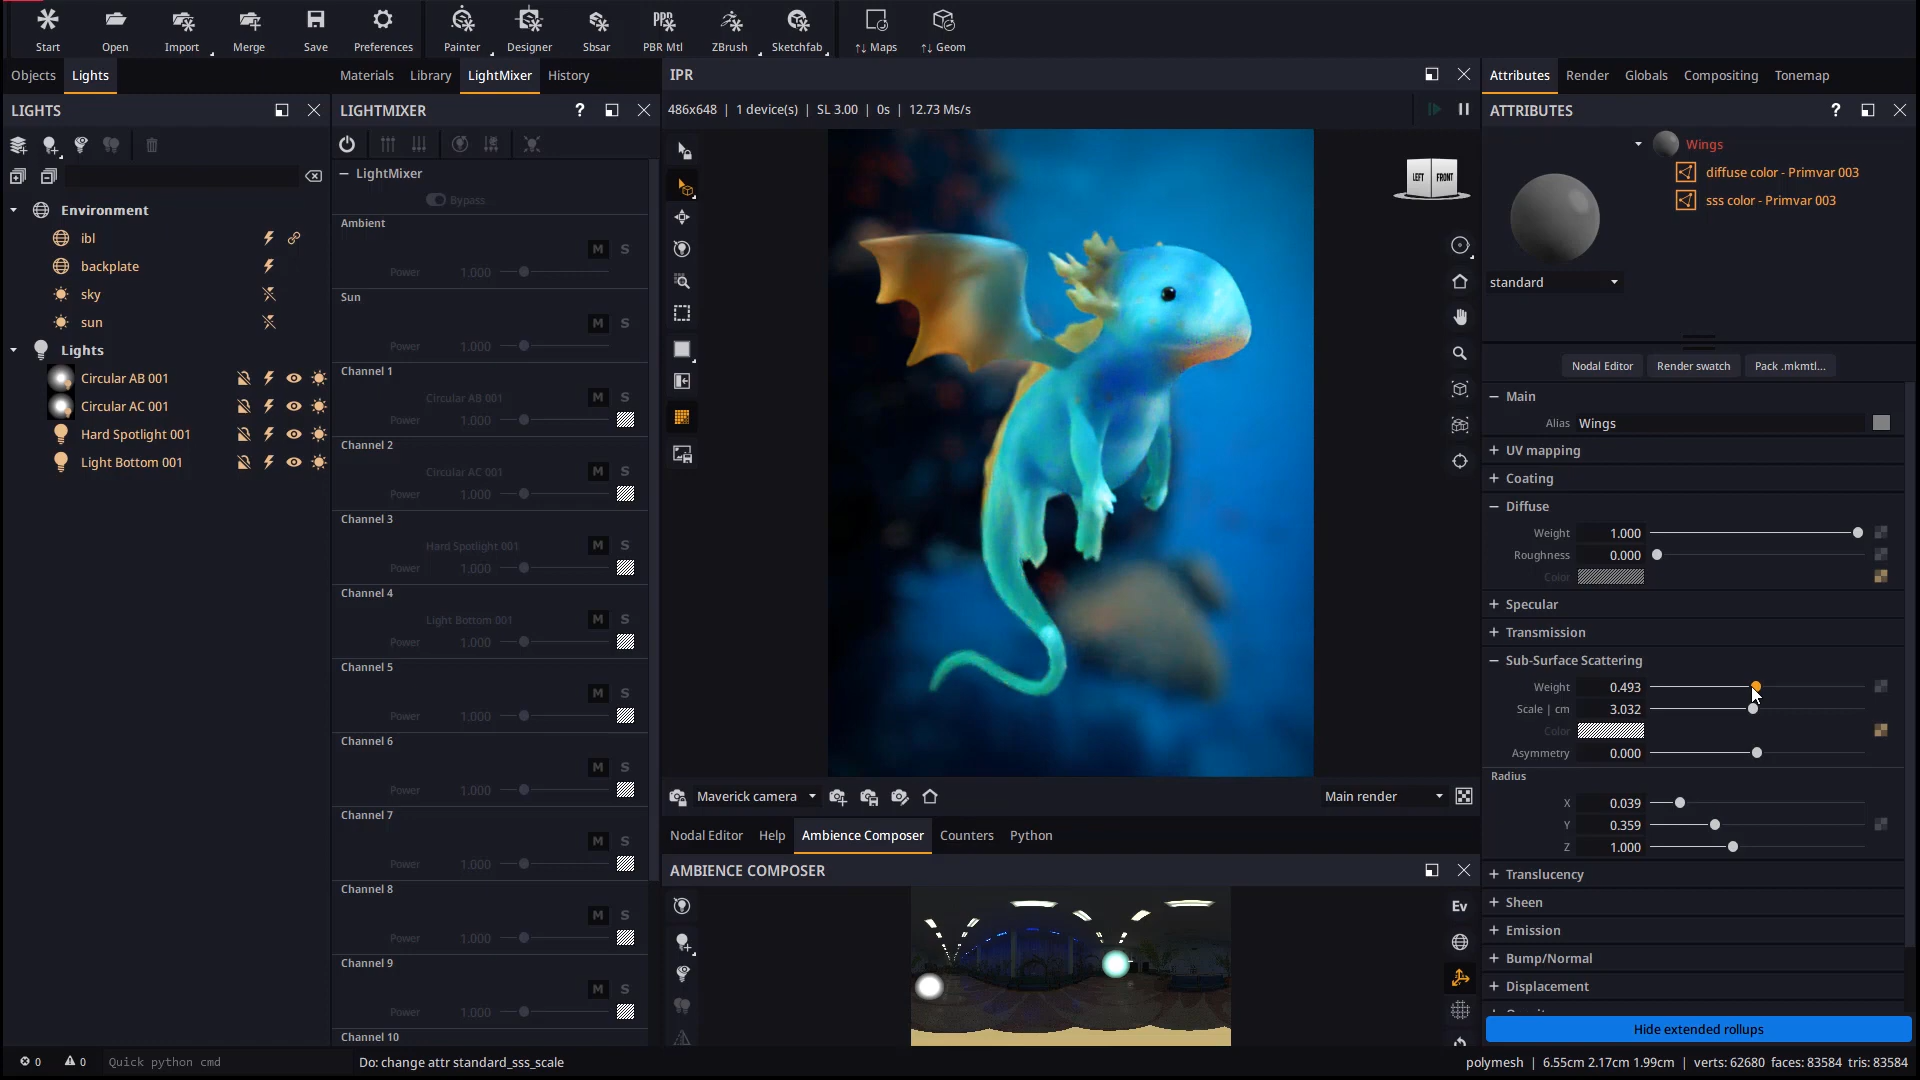 Start Open Import Merge Save Preferences Painter Designer Sbsar PBR Mtl ZBrush Sketchfab Maps Geom
Objects Lights
LIGHTS
Environment
ibl
backplate
sky
sun
Lights
Circular AB 001
Circular AC 001
Hard Spotlight 001
Light Bottom 001
Materials Library LightMixer History
LIGHTMIXER ?
LightMixer
Bypass
Ambient
M S
Power 1.000
Sun
M S
Power 1.000
Channel 1
Circular AB 001 M S
Power 1.000
Channel 2
Circular AC 001 M S
Power 1.000
Channel 3
Hard Spotlight 001 M S
Power 1.000
Channel 4
Light Bottom 001 M S
Power 1.000
Channel 5
M S
Power 1.000
Channel 6
M S
Power 1.000
Channel 7
M S
Power 1.000
Channel 8
M S
Power 1.000
Channel 9
M S
Power 1.000
Channel 10
IPR
486x648 | 1 device(s) | SL 3.00 | 0s | 12.73 Ms/s
LEFT FRONT
Maverick camera Main render
Nodal Editor Help Ambience Composer Counters Python
AMBIENCE COMPOSER
Ev
Attributes Render Globals Compositing Tonemap
ATTRIBUTES ?
Wings
diffuse color - Primvar 003
sss color - Primvar 003
standard
Nodal Editor Render swatch Pack .mkmtl...
Main
Alias Wings
UV mapping
Coating
Diffuse
Weight 1.000
Roughness 0.000
Color
Specular
Transmission
Sub-Surface Scattering
Weight 0.493
Scale | cm 3.032
Color
Asymmetry 0.000
Radius
X 0.039
Y 0.359
Z 1.000
Translucency
Sheen
Emission
Bump/Normal
Displacement
Hide extended rollups
0 0 Quick python cmd Do: change attr standard_sss_scale polymesh | 6.55cm 2.17cm 1.99cm | verts: 62680 faces: 83584 tris: 83584